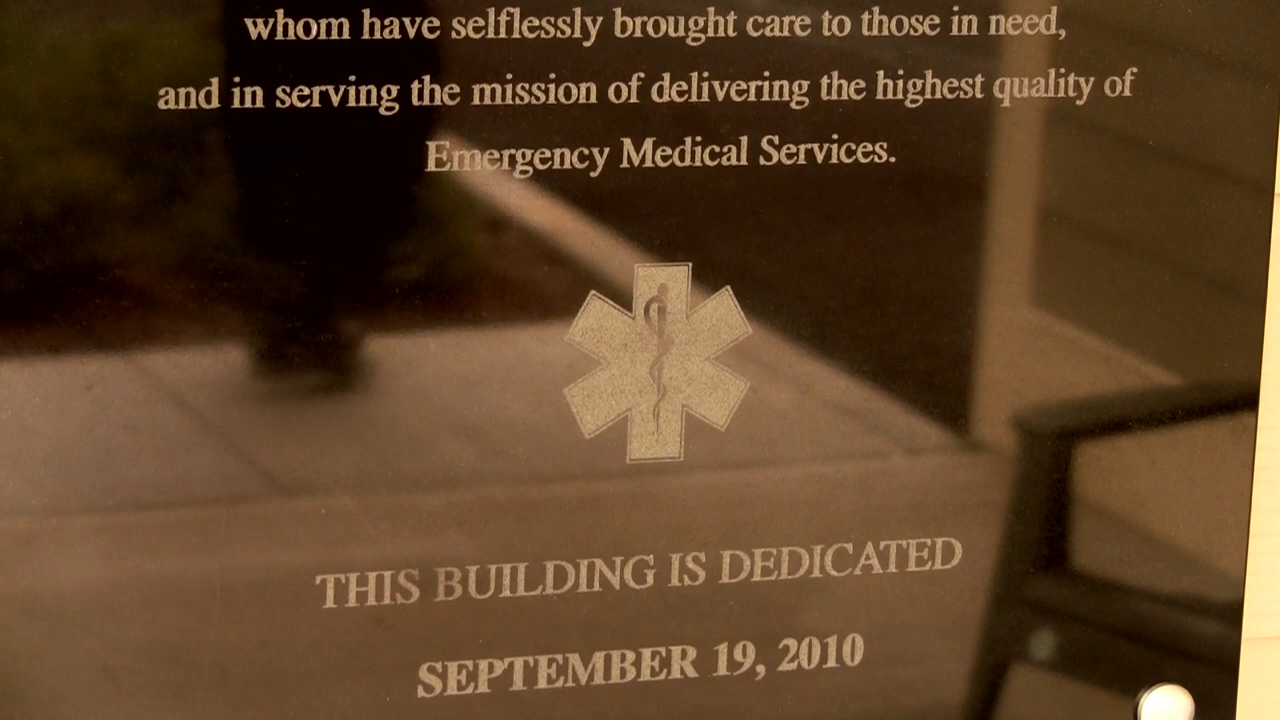 whom have selflessly brought care to those in need,
and in serving the mission of delivering the highest quality of
Emergency Medical Services.
THIS BUILDING IS DEDICATED
SEPTEMBER 19, 2010